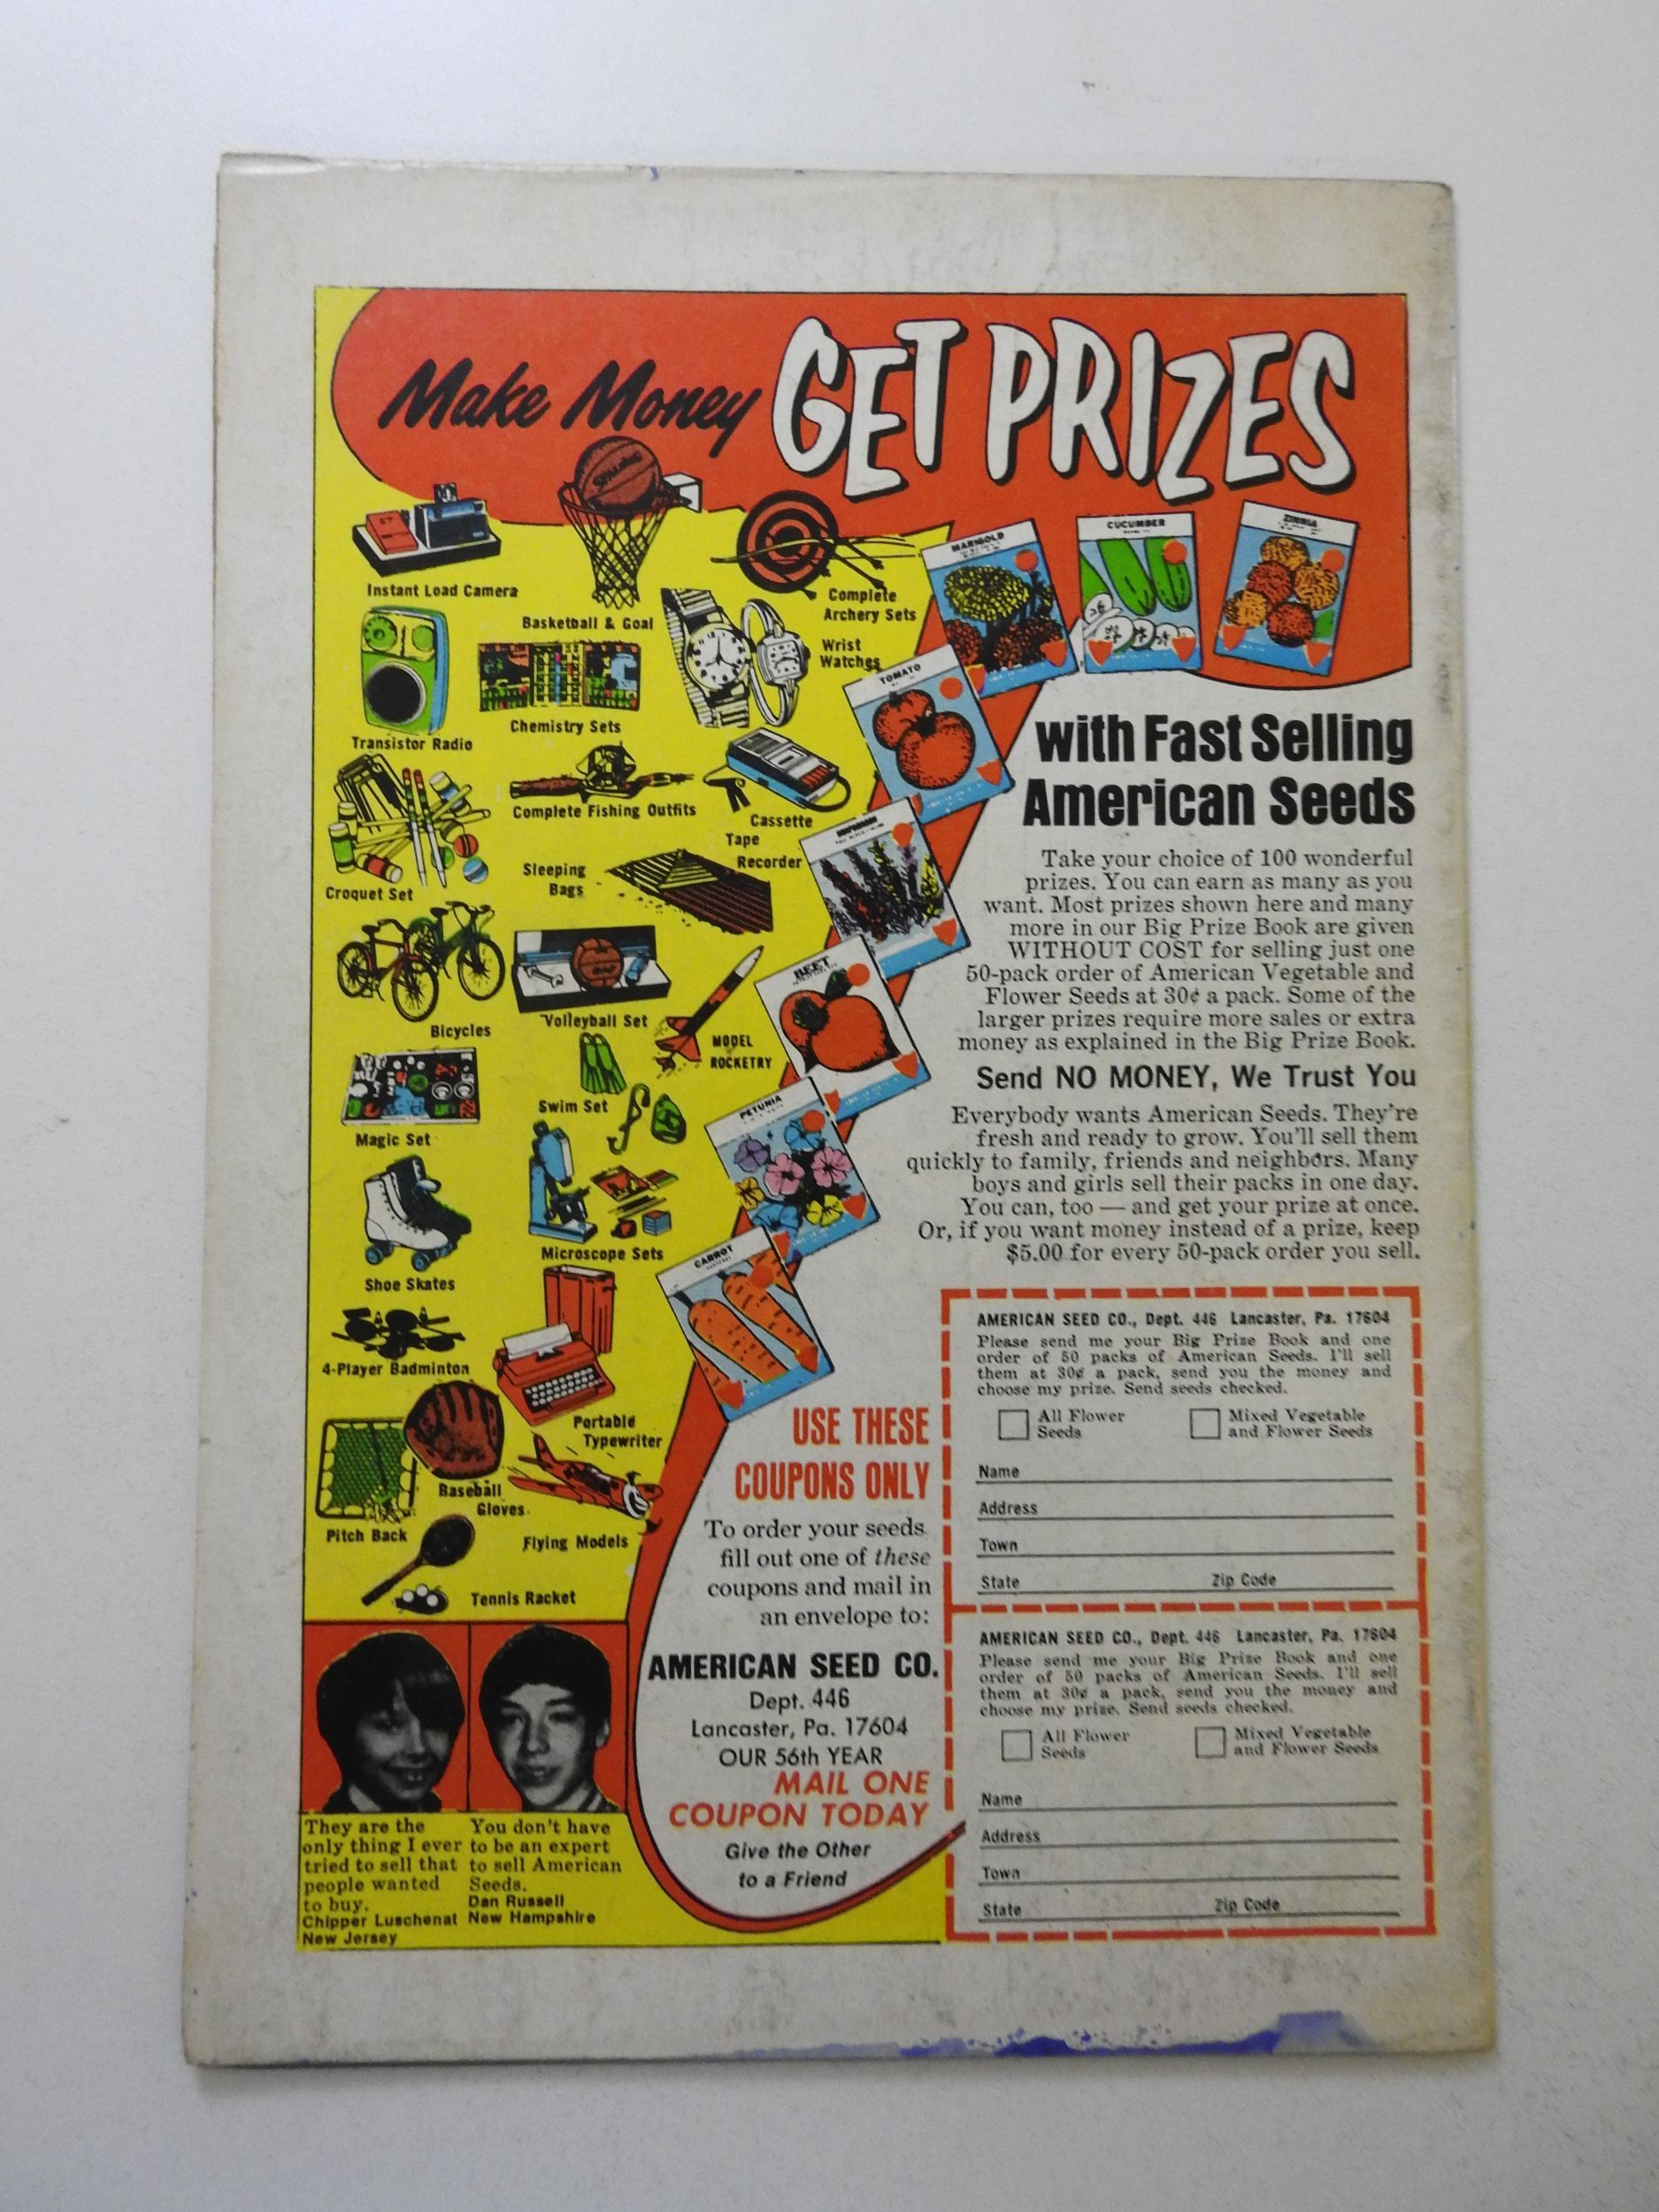 Make Money GET PRIZES
SPALDING
Instant Load Camera
Basketball & Goal
Complete
Archery Sets
Wrist
Watches
Transistor Radio
Chemistry Sets
Complete Fishing Outfits
Cassette
Tape
Recorder
Croquet Set
Sleeping
Bags
Bicycles
Volleyball Set
MODEL
ROCKETRY
Magic Set
Swim Set
Microscope Sets
Shoe Skates
4-Player Badminton
Portable
Typewriter
Pitch Back
Baseball
Gloves
Flying Models
Tennis Racket
MARIGOLD
CUCUMBER
ZINNIA
TOMATO
BEET
PETUNIA
CARROT
with Fast Selling
American Seeds
Take your choice of 100 wonderful
prizes. You can earn as many as you
want. Most prizes shown here and many
more in our Big Prize Book are given
WITHOUT COST for selling just one
50-pack order of American Vegetable and
Flower Seeds at 30¢ a pack. Some of the
larger prizes require more sales or extra
money as explained in the Big Prize Book.
Send NO MONEY, We Trust You
Everybody wants American Seeds. They're
fresh and ready to grow. You'll sell them
quickly to family, friends and neighbors. Many
boys and girls sell their packs in one day.
You can, too — and get your prize at once.
Or, if you want money instead of a prize, keep
$5.00 for every 50-pack order you sell.
USE THESE
COUPONS ONLY
To order your seeds
fill out one of these
coupons and mail in
an envelope to:
AMERICAN SEED CO.
Dept. 446
Lancaster, Pa. 17604
OUR 56th YEAR
MAIL ONE
COUPON TODAY
Give the Other
to a Friend
AMERICAN SEED CO., Dept. 446 Lancaster, Pa. 17604
Please send me your Big Prize Book and one
order of 50 packs of American Seeds. I'll sell
them at 30¢ a pack, send you the money and
choose my prize. Send seeds checked.
All Flower
Seeds
Mixed Vegetable
and Flower Seeds
Name
Address
Town
State Zip Code
AMERICAN SEED CO., Dept. 446 Lancaster, Pa. 17604
Please send me your Big Prize Book and one
order of 50 packs of American Seeds. I'll sell
them at 30¢ a pack, send you the money and
choose my prize. Send seeds checked.
All Flower
Seeds
Mixed Vegetable
and Flower Seeds
Name
Address
Town
State Zip Code
They are the
only thing I ever
tried to sell that
people wanted
to buy.
Chipper Luschenat
New Jersey
You don't have
to be an expert
to sell American
Seeds.
Dan Russell
New Hampshire